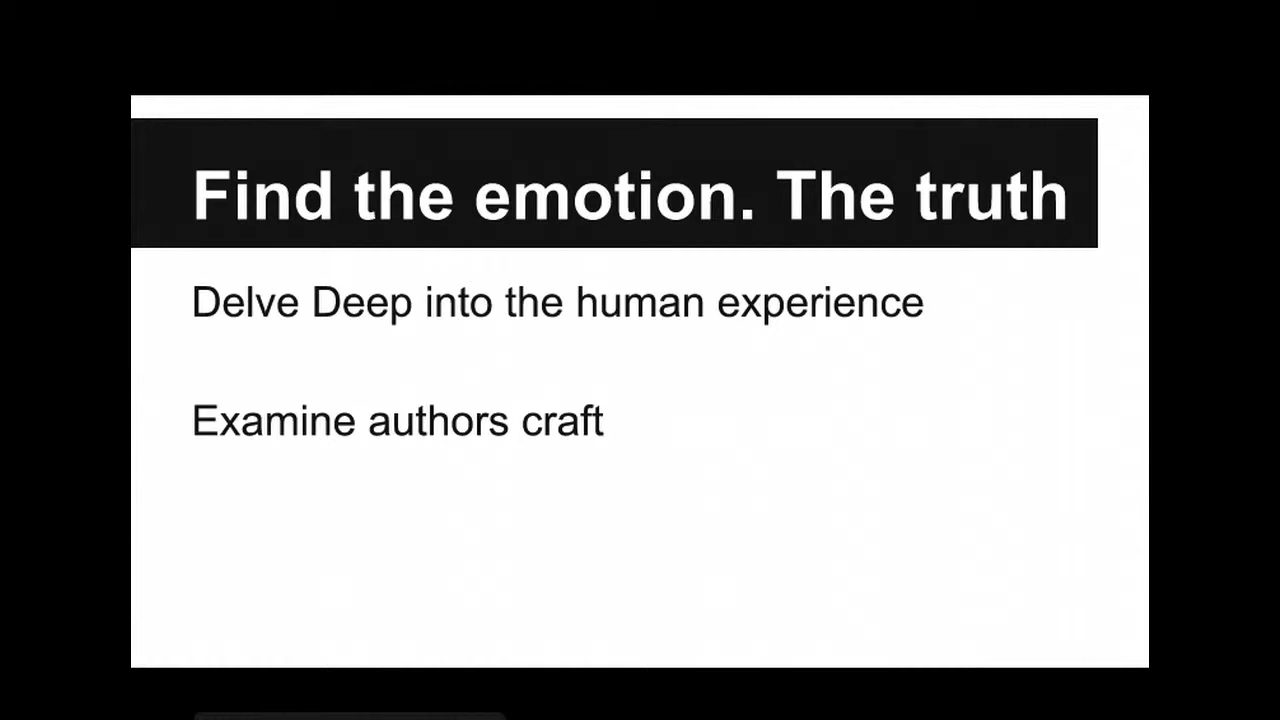 Find the emotion. The truth
Delve Deep into the human experience
Examine authors craft